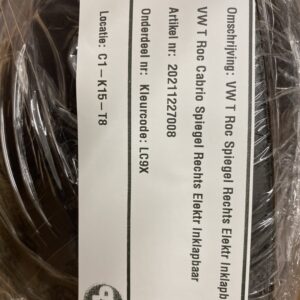 Omschrijving: VW T Roc Spiegel Rechts Elektr Inklapbaar
VW T Roc Cabrio Spiegel Rechts Elektr Inklapbaar
Artikel nr: 20211227008
Onderdeel nr: Kleurcode: LC9X
Locatie: C1-K15-T8